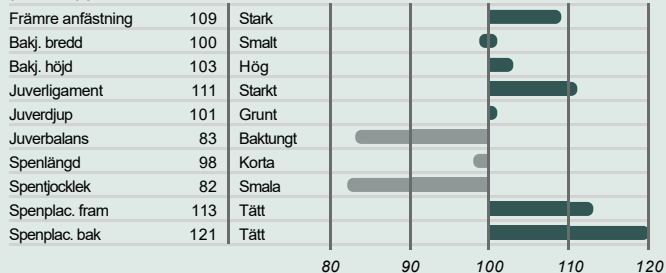 Främre anfästning 109 Stark
Bakj. bredd 100 Smalt
Bakj. höjd 103 Hög
Juverligament 111 Starkt
Juverdjup 101 Grunt
Juverbalans 83 Baktungt
Spenlängd 98 Korta
Spentjocklek 82 Smala
Spenplac. fram 113 Tätt
Spenplac. bak 121 Tätt
80 90 100 110 120